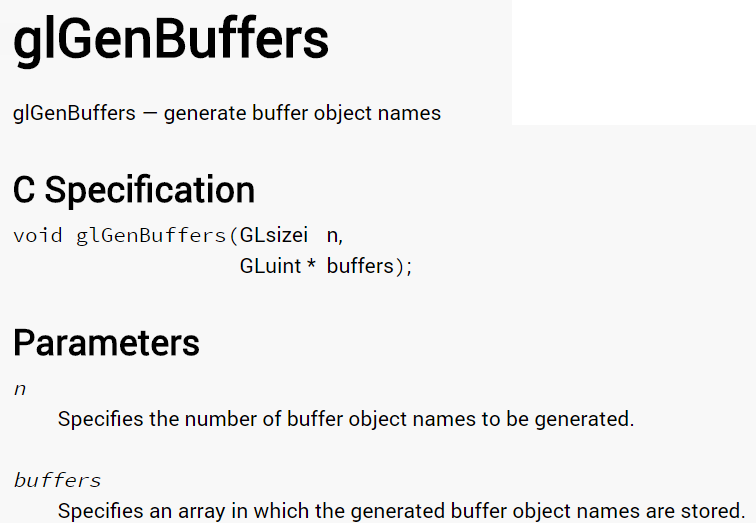 glGenBuffers
glGenBuffers — generate buffer object names
C Specification
void glGenBuffers(GLsizei n,
GLuint * buffers);
Parameters
n
Specifies the number of buffer object names to be generated.
buffers
Specifies an array in which the generated buffer object names are stored.